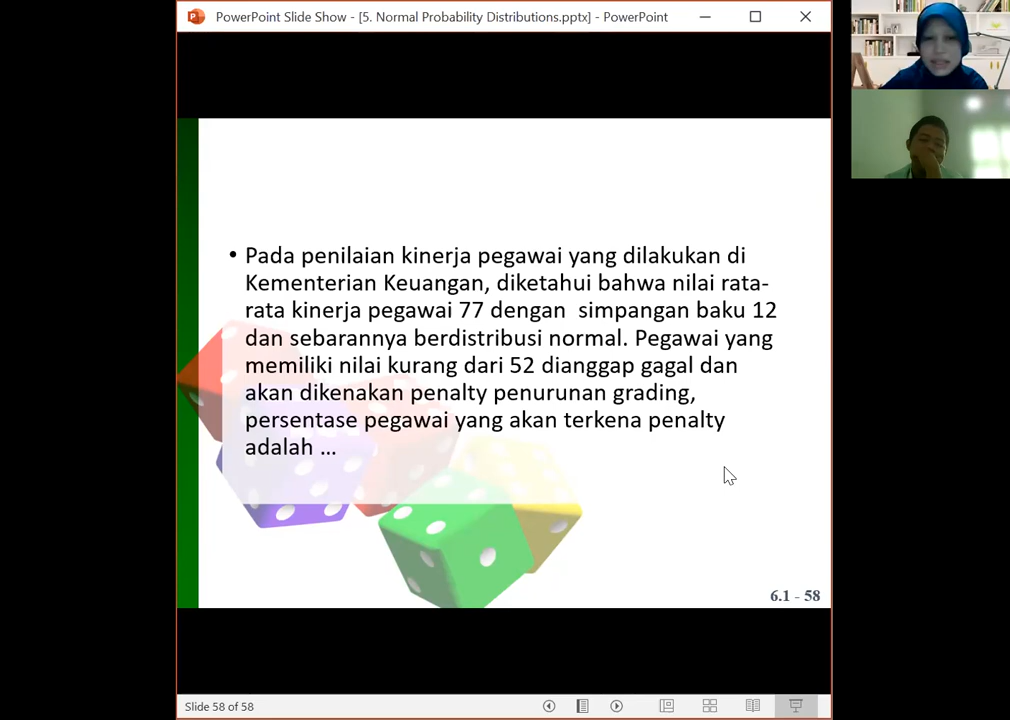 PowerPoint Slide Show - [5. Normal Probability Distributions.pptx] - PowerPoint
• Pada penilaian kinerja pegawai yang dilakukan di
Kementerian Keuangan, diketahui bahwa nilai rata-
rata kinerja pegawai 77 dengan simpangan baku 12
dan sebarannya berdistribusi normal. Pegawai yang
memiliki nilai kurang dari 52 dianggap gagal dan
akan dikenakan penalty penurunan grading,
persentase pegawai yang akan terkena penalty
adalah ...
6.1 - 58
Slide 58 of 58